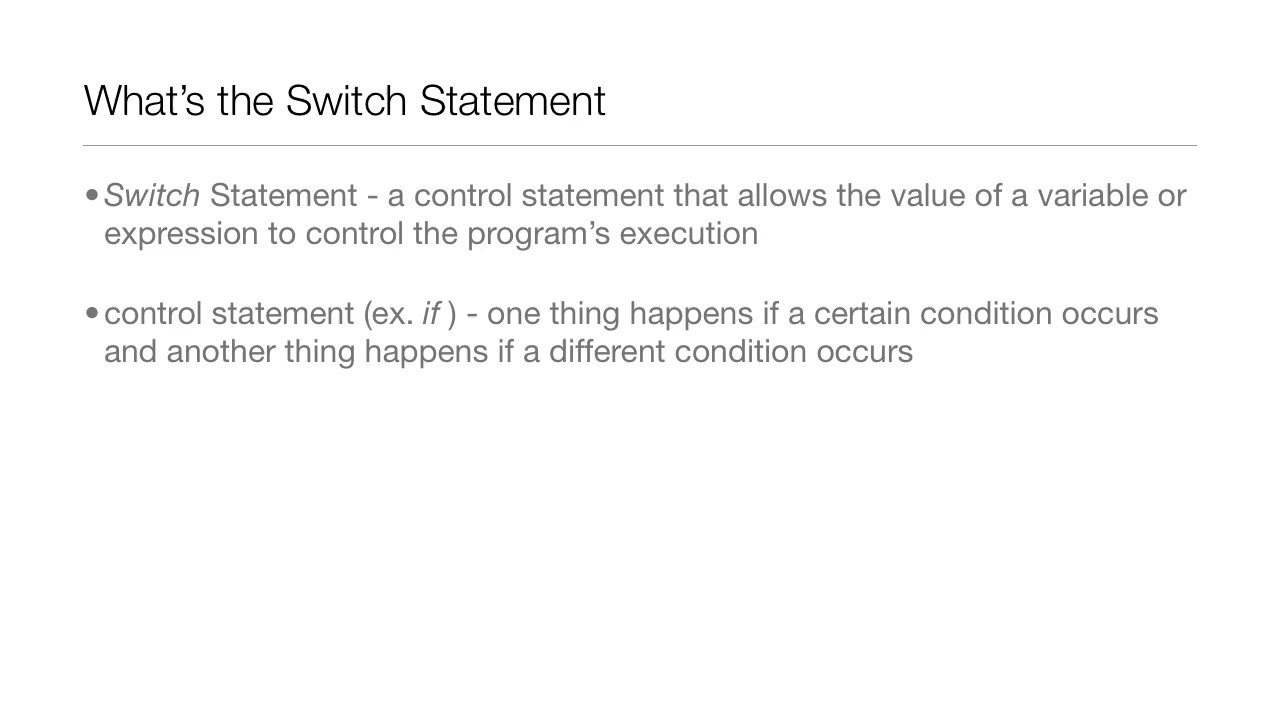 What’s the Switch Statement
•Switch Statement - a control statement that allows the value of a variable or
expression to control the program’s execution
•control statement (ex. if ) - one thing happens if a certain condition occurs
and another thing happens if a different condition occurs